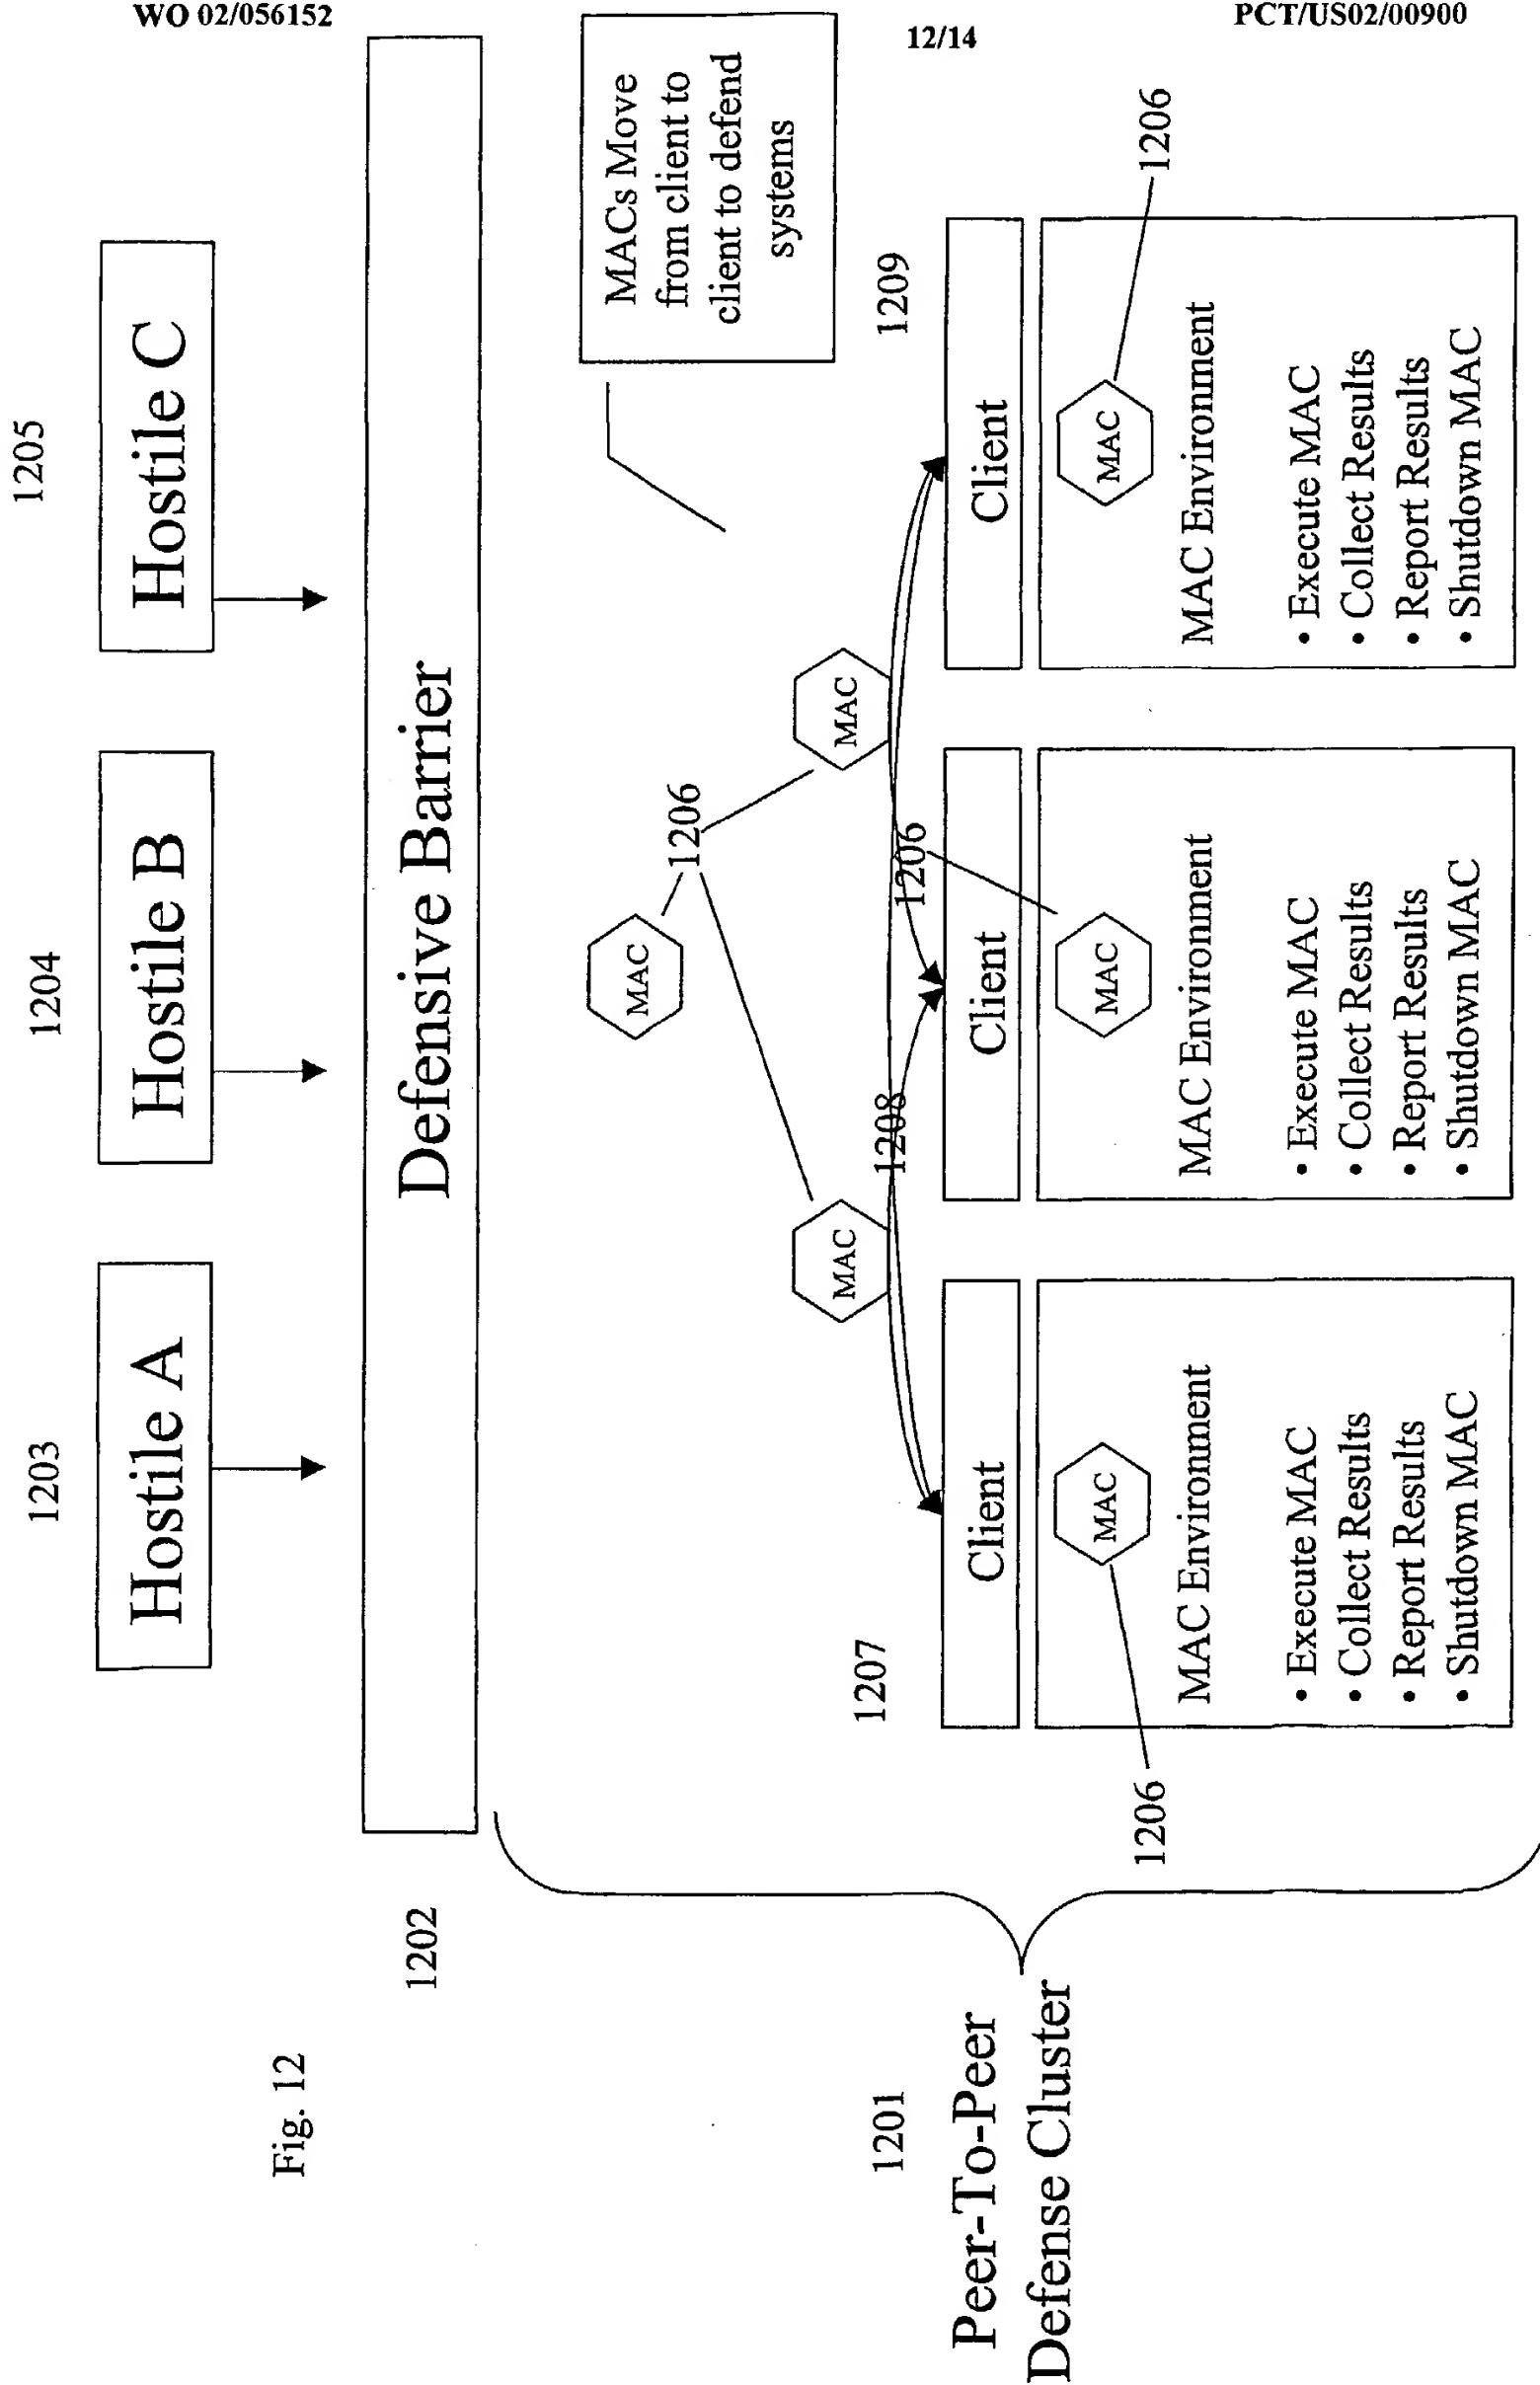 WO 02/056152
PCT/US02/00900
12/14
Fig. 12
1203
1204
1205
Hostile A
Hostile B
Hostile C
1202
Defensive Barrier
MACs Move
from client to
client to defend
systems
MAC
1206
MAC
MAC
1201
Peer-To-Peer
Defense Cluster
1207
1208
1206
1209
Client
Client
Client
1206
MAC
MAC Environment
• Execute MAC
• Collect Results
• Report Results
• Shutdown MAC
MAC
MAC Environment
• Execute MAC
• Collect Results
• Report Results
• Shutdown MAC
1206
MAC
MAC Environment
• Execute MAC
• Collect Results
• Report Results
• Shutdown MAC